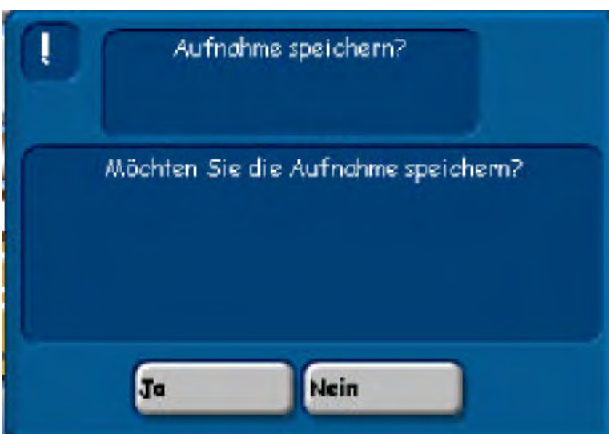 !
Aufnahme speichern?
Möchten Sie die Aufnahme speichern?
Ja
Nein